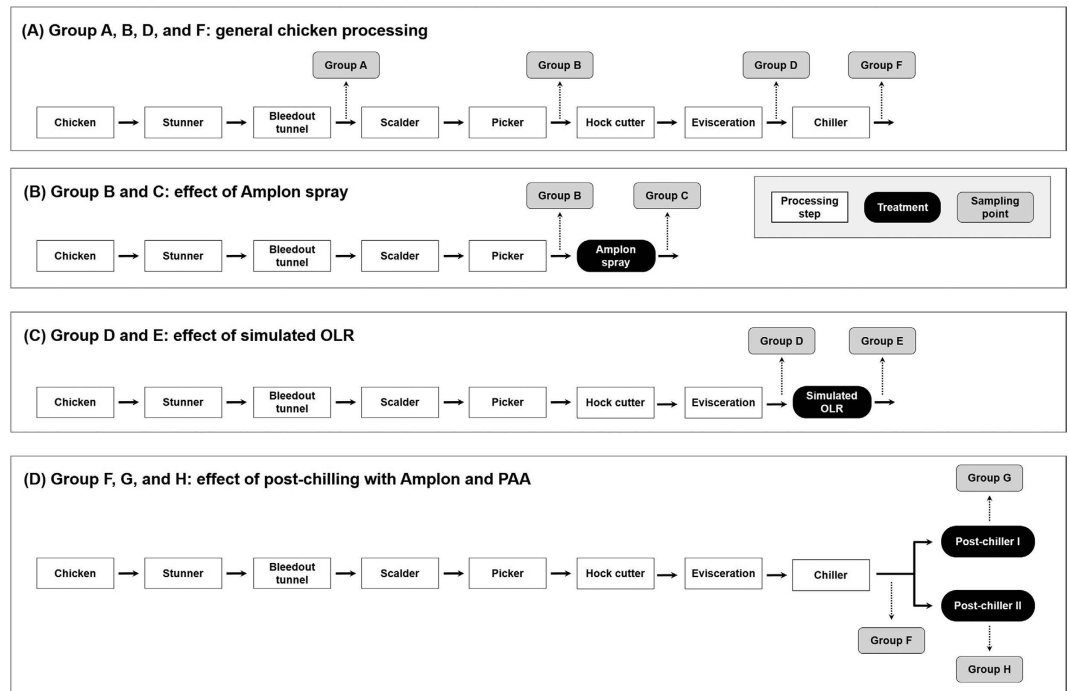 (A) Group A, B, D, and F: general chicken processing
Group A
Group B
Group D
Group F
Chicken
Stunner
Bleedout
tunnel
Scalder
Picker
Hock cutter
Evisceration
Chiller
(B) Group B and C: effect of Amplon spray
Group B
Group C
Processing
step
Treatment
Sampling
point
Chicken
Stunner
Bleedout
tunnel
Scalder
Picker
Amplon
spray
(C) Group D and E: effect of simulated OLR
Group D
Group E
Chicken
Stunner
Bleedout
tunnel
Scalder
Picker
Hock cutter
Evisceration
Simulated
OLR
(D) Group F, G, and H: effect of post-chilling with Amplon and PAA
Group G
Post-chiller I
Chicken
Stunner
Bleedout
tunnel
Scalder
Picker
Hock cutter
Evisceration
Chiller
Post-chiller II
Group F
Group H